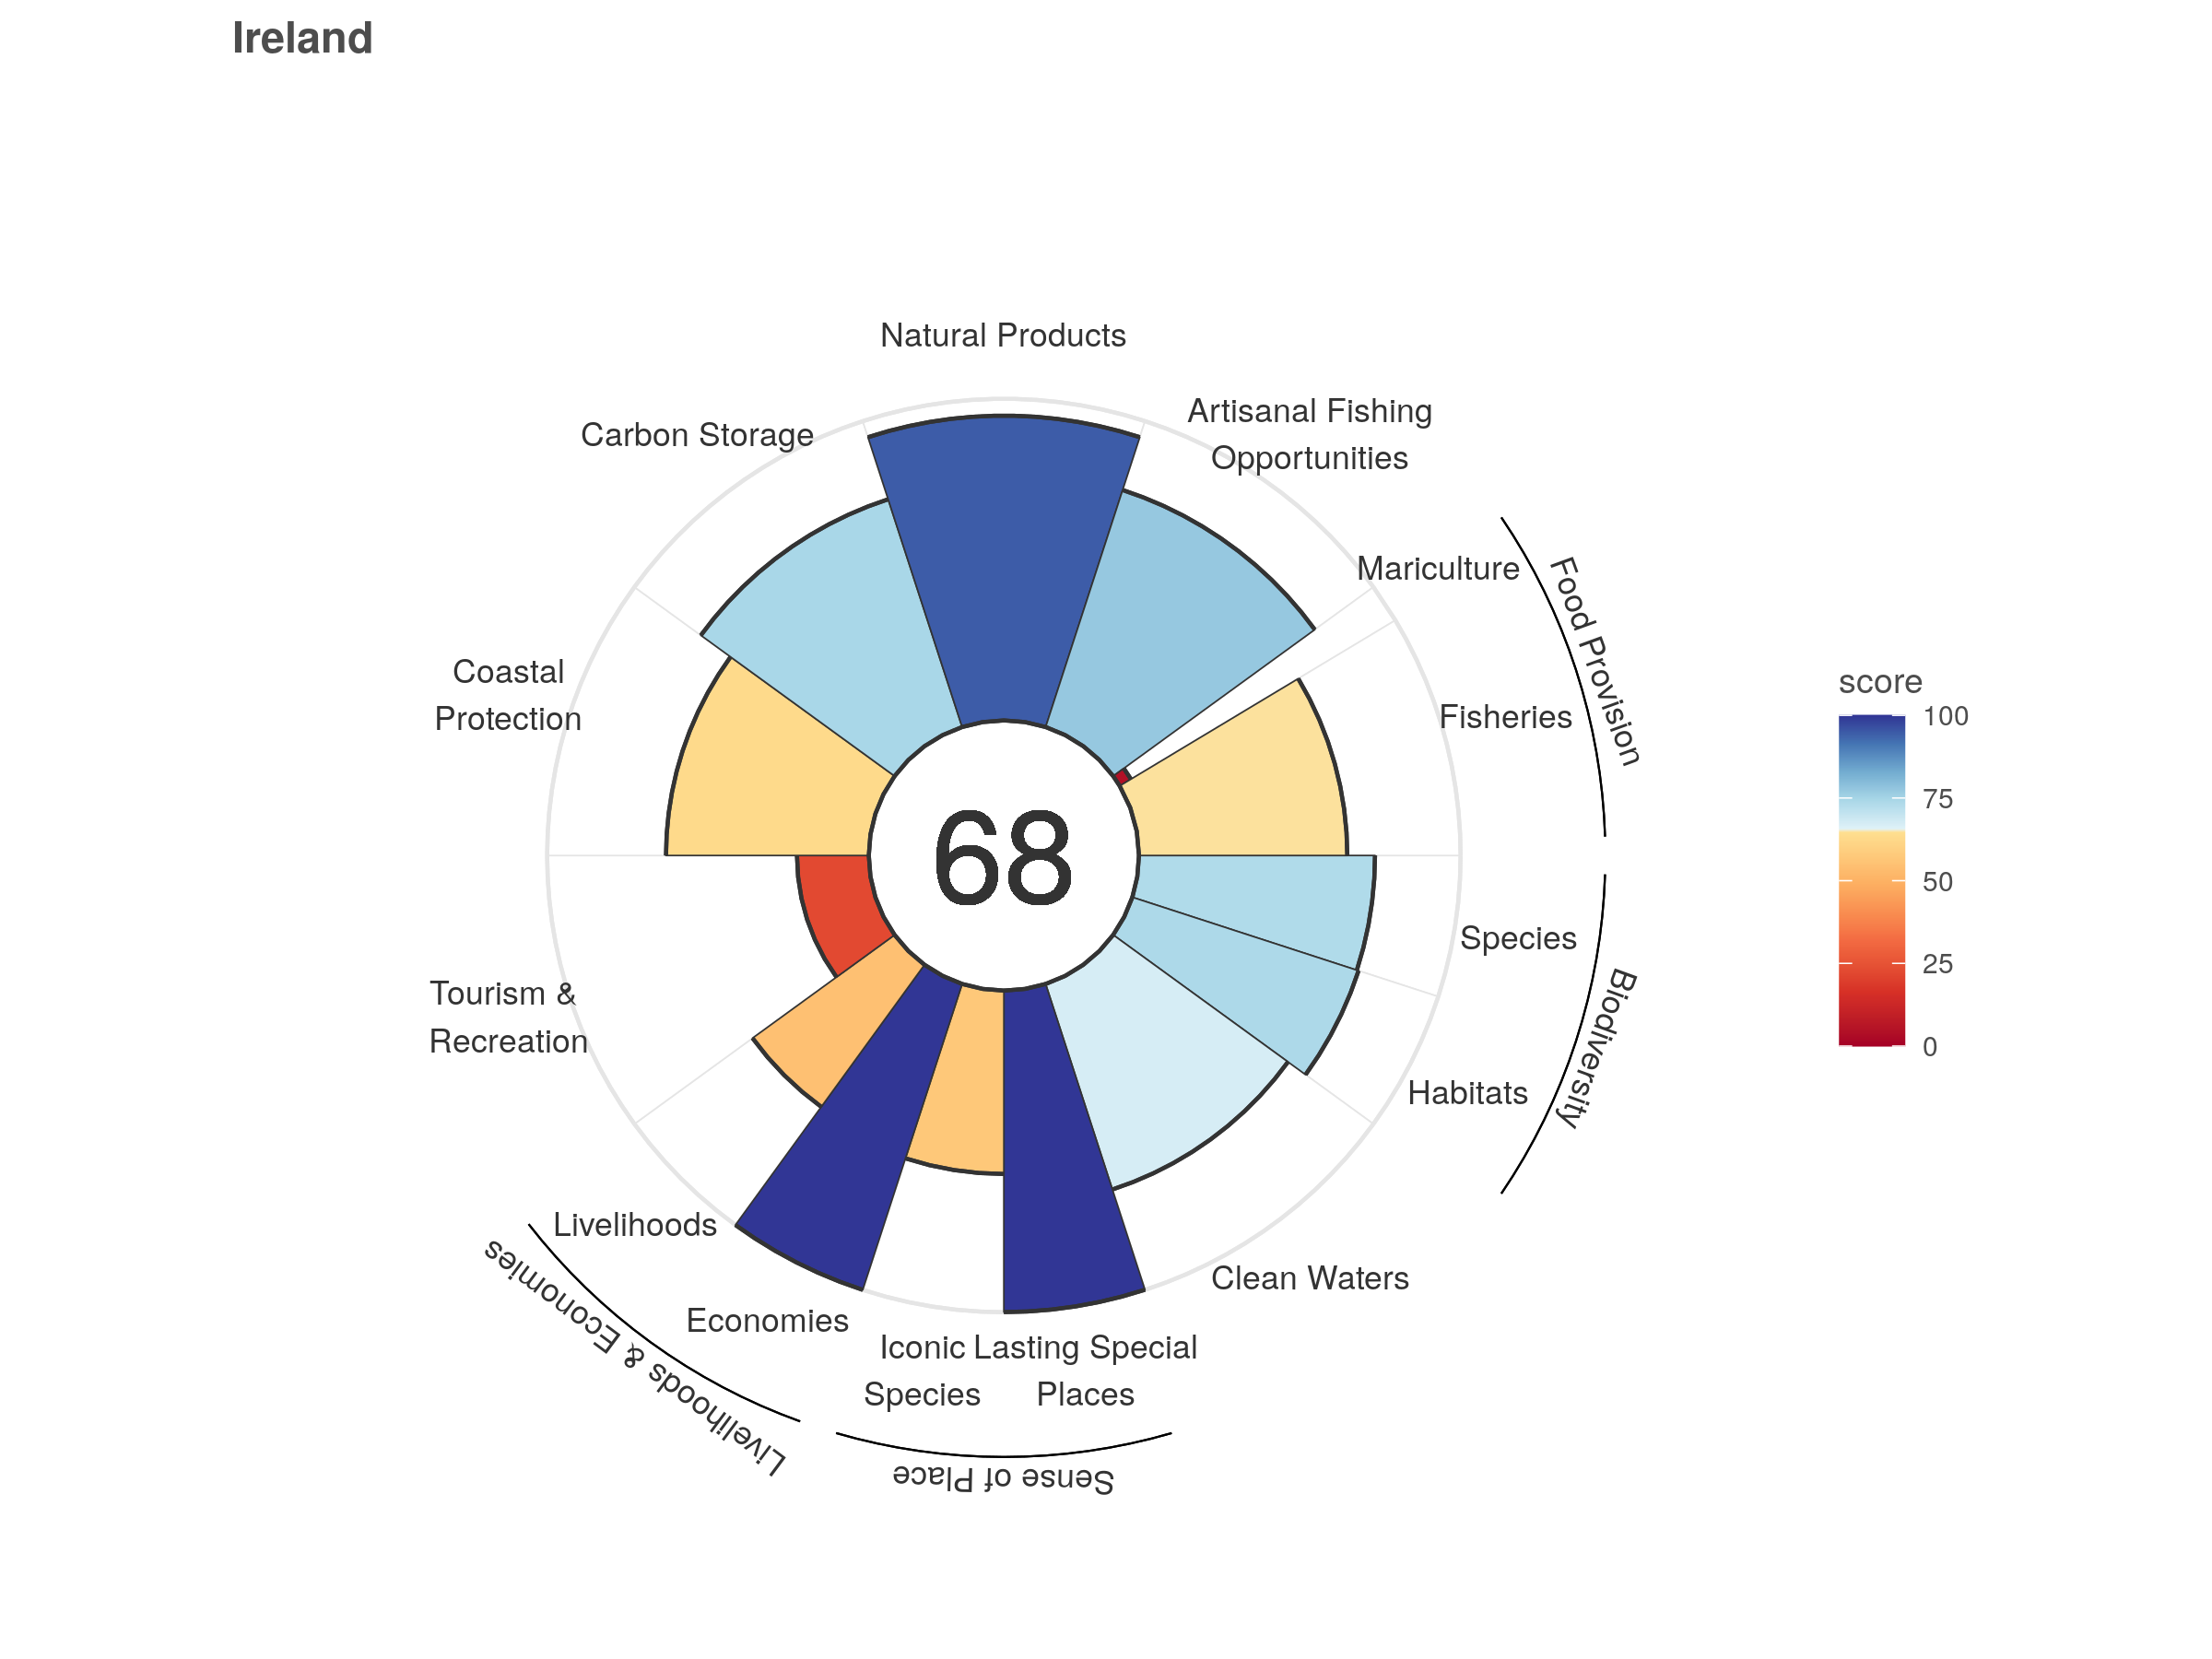 Ireland
Natural Products
Artisanal Fishing
Opportunities
Carbon Storage
Mariculture
Food Provision
Coastal
Protection
Fisheries
score
100
75
50
25
0
68
Species
Biodiversity
Tourism &
Recreation
Habitats
Livelihoods
Livelihoods & Economies
Economies
Clean Waters
Iconic
Species
Lasting Special
Places
Sense of Place